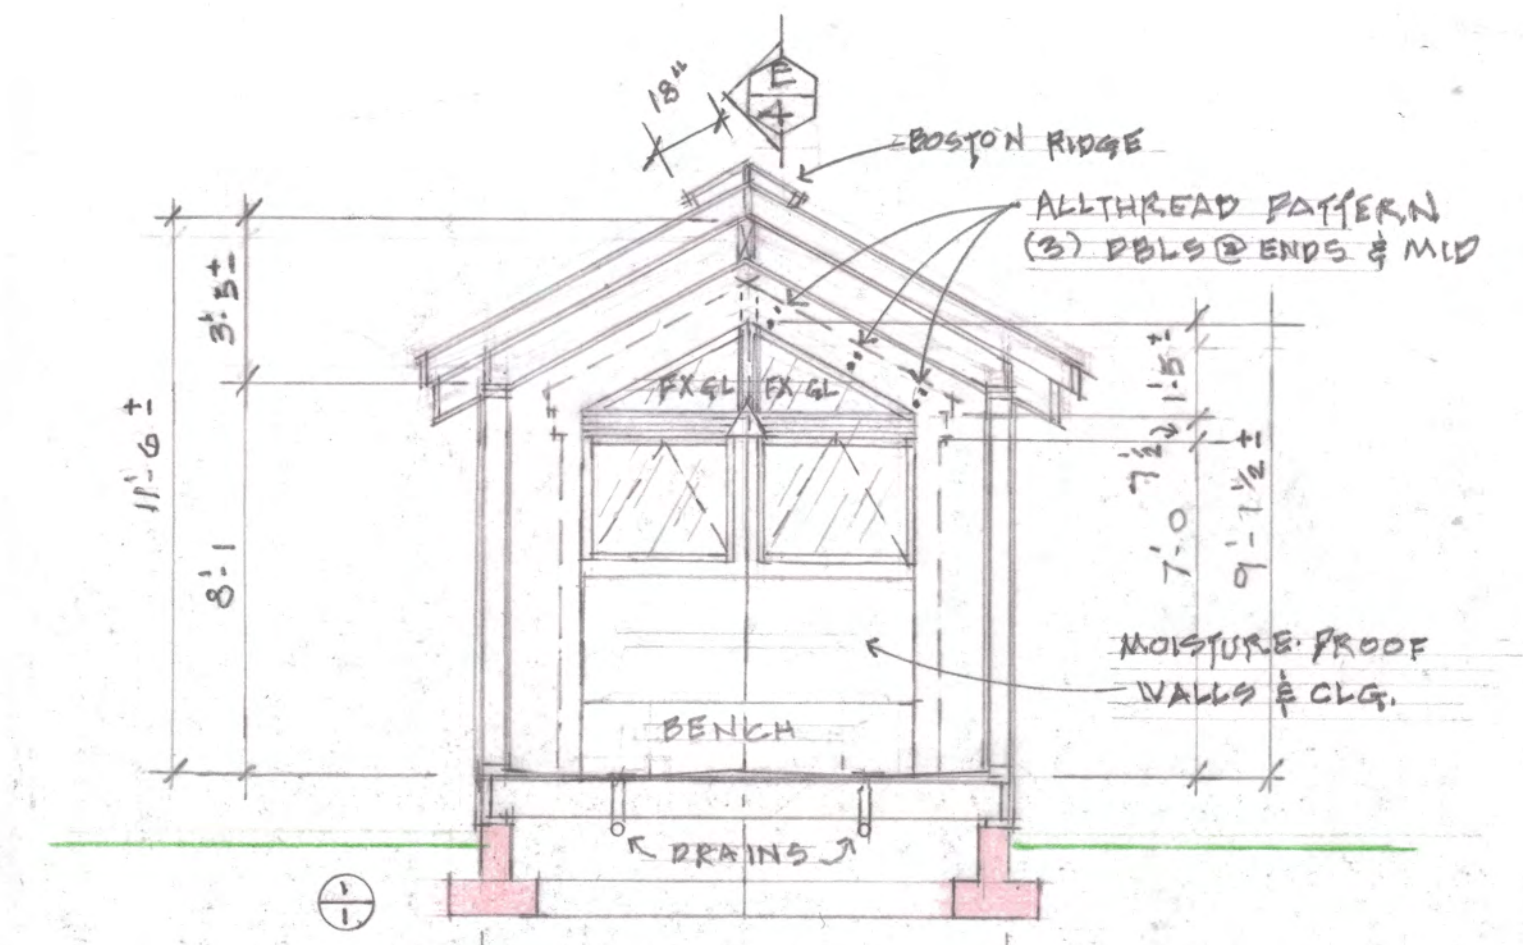 E
4
18"
BOSTON RIDGE
ALLTHREAD PATTERN
(3) DBLS @ ENDS & MID
3'-5±
11'-6 ±
8'-1
FX GL
FX GL
1'-5±
7 1/2
7'-0
9'-1 1/2 ±
MOISTURE-PROOF
WALLS & CLG.
BENCH
DRAINS
1
1